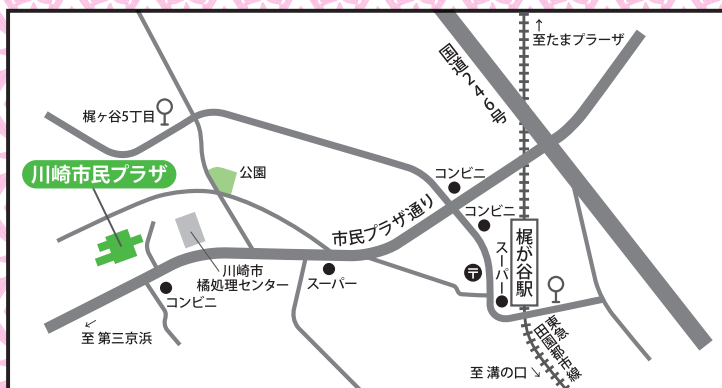 ↑
至たまプラーザ
国道246号
梶ヶ谷5丁目
川崎市民プラザ
公園
コンビニ
コンビニ
市民プラザ通り
梶が谷駅
スーパー
〒
川崎市
橘処理センター
スーパー
コンビニ
↙
至 第三京浜
東急
田園都市線
至 溝の口↘